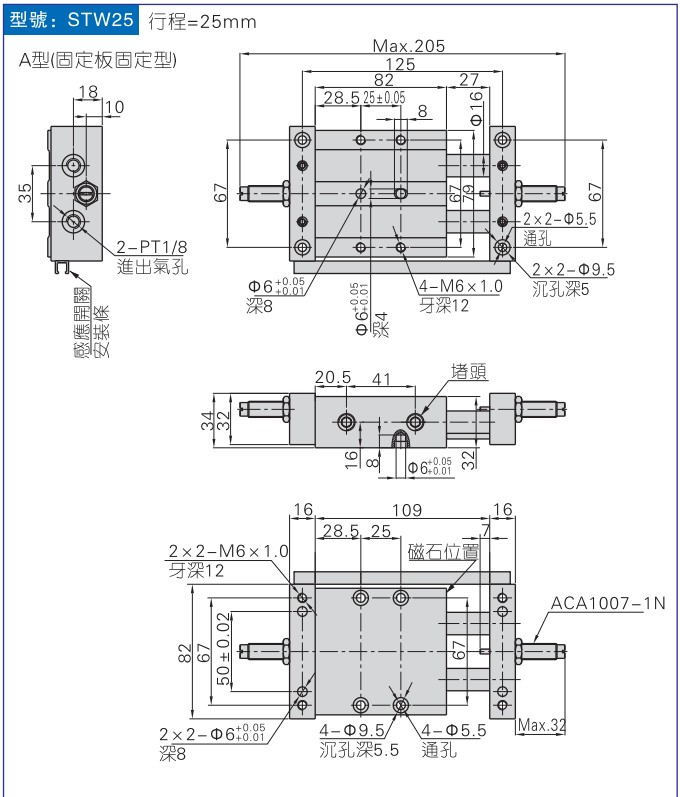 型號：STW25 行程=25mm
A型(固定板固定型)
Max.205
125
82 27
28.5 25±0.05
8
Φ16
18
10
35
67
67
79
67
2-PT1/8
進出氣孔
感應開關
安裝條
Φ6+0.05+0.01
深8
Φ6+0.05+0.01
深4
4-M6×1.0
牙深12
2×2-Φ5.5
通孔
2×2-Φ9.5
沉孔深5
20.5 41
堵頭
34
32
16
8
Φ6+0.05+0.01
32
16 109 16
28.5 25
7
2×2-M6×1.0
牙深12
磁石位置
ACA1007-1N
82
67
50±0.02
67
Max.32
2×2-Φ6+0.05+0.01
深8
4-Φ9.5
沉孔深5.5
4-Φ5.5
通孔